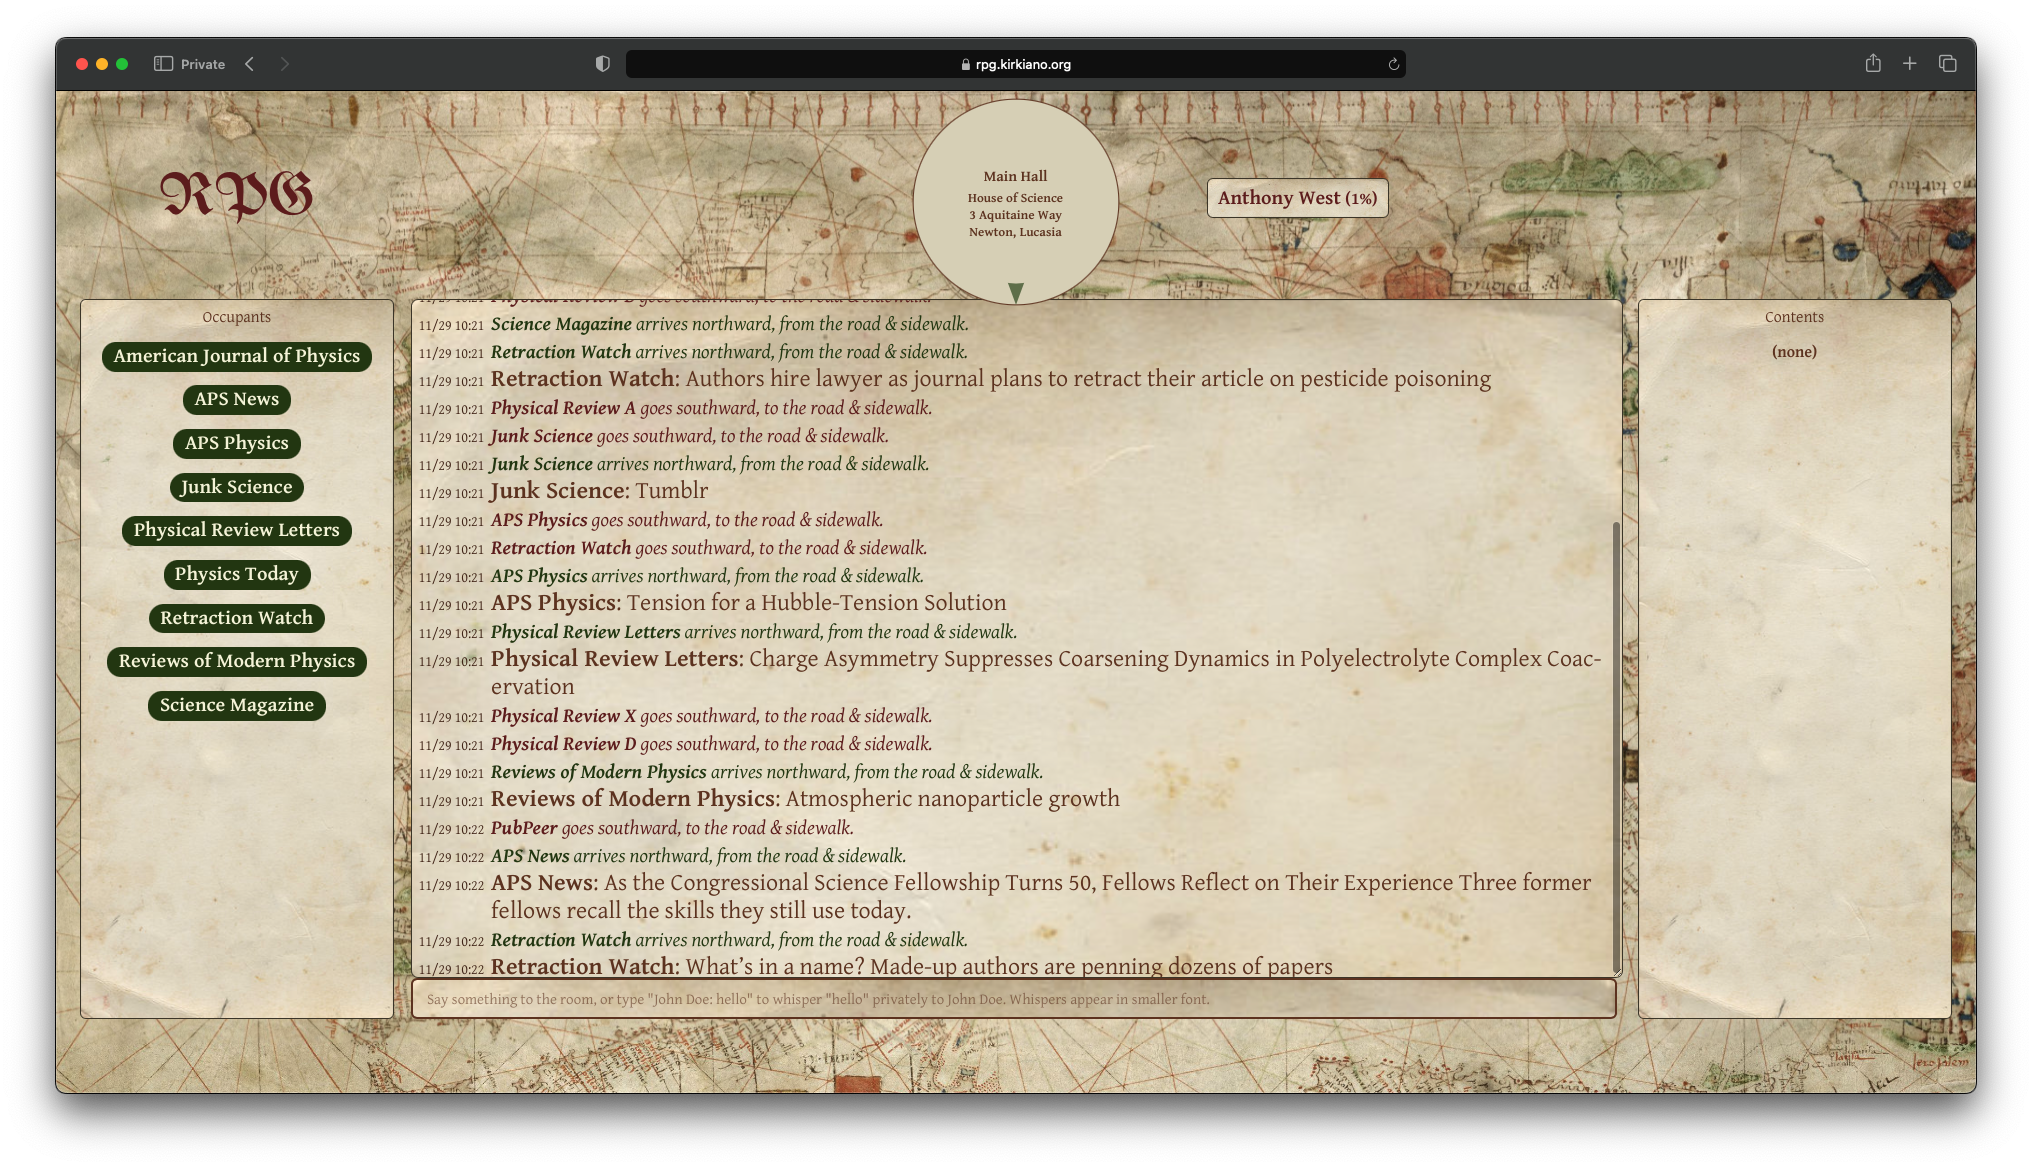 Private
rpg.kirkiano.org
RPG
Main Hall
House of Science
3 Aquitaine Way
Newton, Lucasia
Anthony West (1%)
Occupants
American Journal of Physics
APS News
APS Physics
Junk Science
Physical Review Letters
Physics Today
Retraction Watch
Reviews of Modern Physics
Science Magazine
11/29 10:21 Physical Review D goes southward, to the road & sidewalk.
11/29 10:21 Science Magazine arrives northward, from the road & sidewalk.
11/29 10:21 Retraction Watch arrives northward, from the road & sidewalk.
11/29 10:21 Retraction Watch: Authors hire lawyer as journal plans to retract their article on pesticide poisoning
11/29 10:21 Physical Review A goes southward, to the road & sidewalk.
11/29 10:21 Junk Science goes southward, to the road & sidewalk.
11/29 10:21 Junk Science arrives northward, from the road & sidewalk.
11/29 10:21 Junk Science: Tumblr
11/29 10:21 APS Physics goes southward, to the road & sidewalk.
11/29 10:21 Retraction Watch goes southward, to the road & sidewalk.
11/29 10:21 APS Physics arrives northward, from the road & sidewalk.
11/29 10:21 APS Physics: Tension for a Hubble-Tension Solution
11/29 10:21 Physical Review Letters arrives northward, from the road & sidewalk.
11/29 10:21 Physical Review Letters: Charge Asymmetry Suppresses Coarsening Dynamics in Polyelectrolyte Complex Coac-
ervation
11/29 10:21 Physical Review X goes southward, to the road & sidewalk.
11/29 10:21 Physical Review D goes southward, to the road & sidewalk.
11/29 10:21 Reviews of Modern Physics arrives northward, from the road & sidewalk.
11/29 10:21 Reviews of Modern Physics: Atmospheric nanoparticle growth
11/29 10:22 PubPeer goes southward, to the road & sidewalk.
11/29 10:22 APS News arrives northward, from the road & sidewalk.
11/29 10:22 APS News: As the Congressional Science Fellowship Turns 50, Fellows Reflect on Their Experience Three former
fellows recall the skills they still use today.
11/29 10:22 Retraction Watch arrives northward, from the road & sidewalk.
11/29 10:22 Retraction Watch: What’s in a name? Made-up authors are penning dozens of papers
Say something to the room, or type "John Doe: hello" to whisper "hello" privately to John Doe. Whispers appear in smaller font.
Contents
(none)